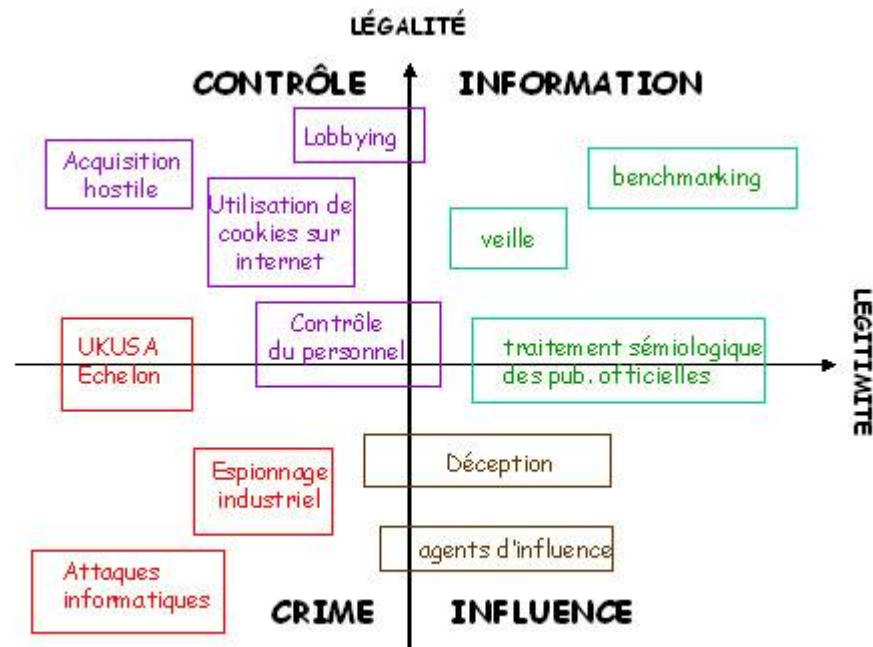 LÉGALITÉ
CONTRÔLE
INFORMATION
Lobbying
Acquisition
hostile
benchmarking
Utilisation de
cookies sur
internet
veille
LEGITIMITE
Contrôle
du personnel
UKUSA
Echelon
traitement sémiologique
des pub. officielles
Déception
Espionnage
industriel
agents d'influence
Attaques
informatiques
CRIME
INFLUENCE